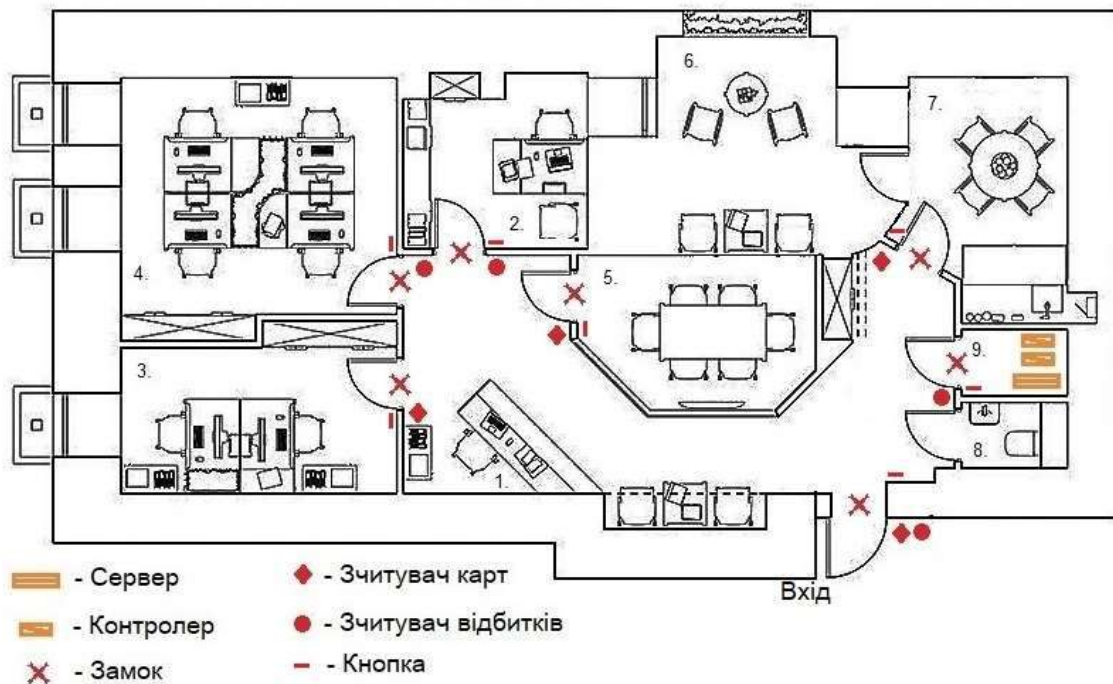 6.
7.
2.
4.
5.
3.
9.
8.
1.
Вхід
- Сервер
- Зчитувач карт
- Контролер
- Зчитувач відбитків
- Замок
- Кнопка